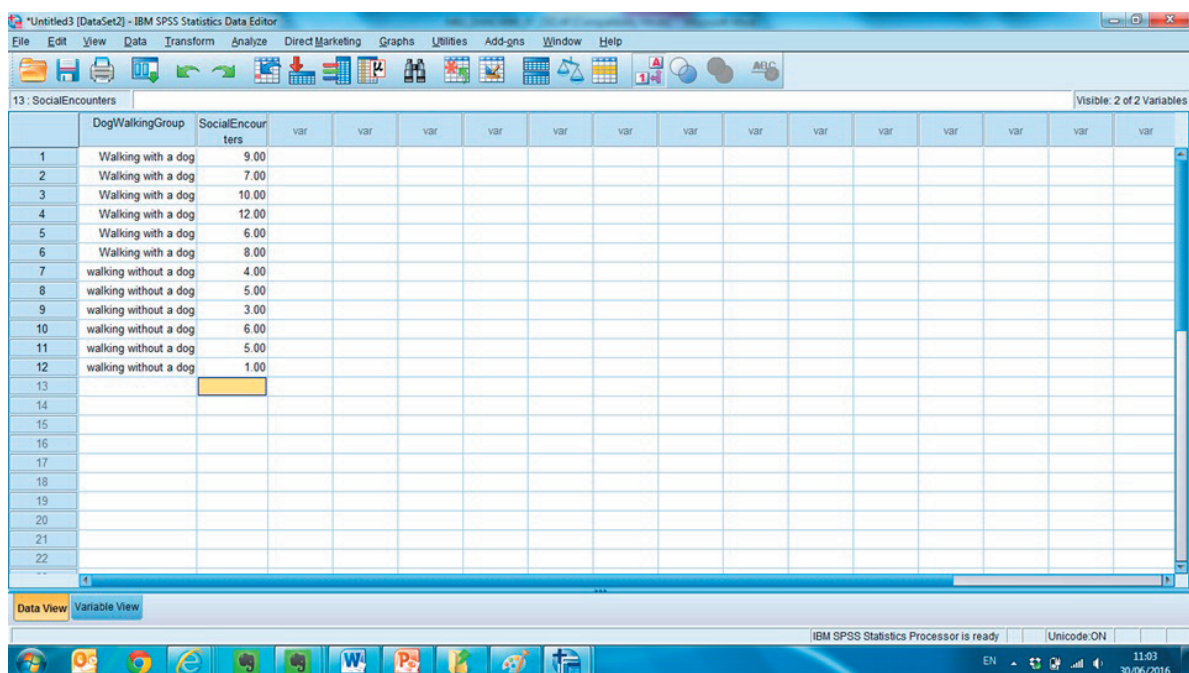 *Untitled3 [DataSet2] - IBM SPSS Statistics Data Editor
File Edit View Data Transform Analyze Direct Marketing Graphs Utilities Add-ons Window Help
13 : SocialEncounters Visible: 2 of 2 Variables
DogWalkingGroup SocialEncoun var var var var var var var var var var var var var
ters
1 Walking with a dog 9.00
2 Walking with a dog 7.00
3 Walking with a dog 10.00
4 Walking with a dog 12.00
5 Walking with a dog 6.00
6 Walking with a dog 8.00
7 walking without a dog 4.00
8 walking without a dog 5.00
9 walking without a dog 3.00
10 walking without a dog 6.00
11 walking without a dog 5.00
12 walking without a dog 1.00
13
14
15
16
17
18
19
20
21
22
Data View Variable View
IBM SPSS Statistics Processor is ready Unicode:ON
EN 11:03
30/06/2016